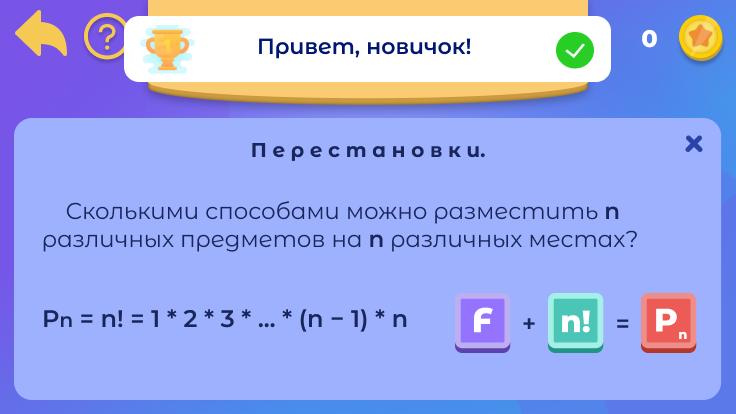 ?
Привет, новичок!
0
Перестановки.
Сколькими способами можно разместить n
различных предметов на n различных местах?
Pn = n! = 1 * 2 * 3 * ... * (n − 1) * n
F + n! = Pn